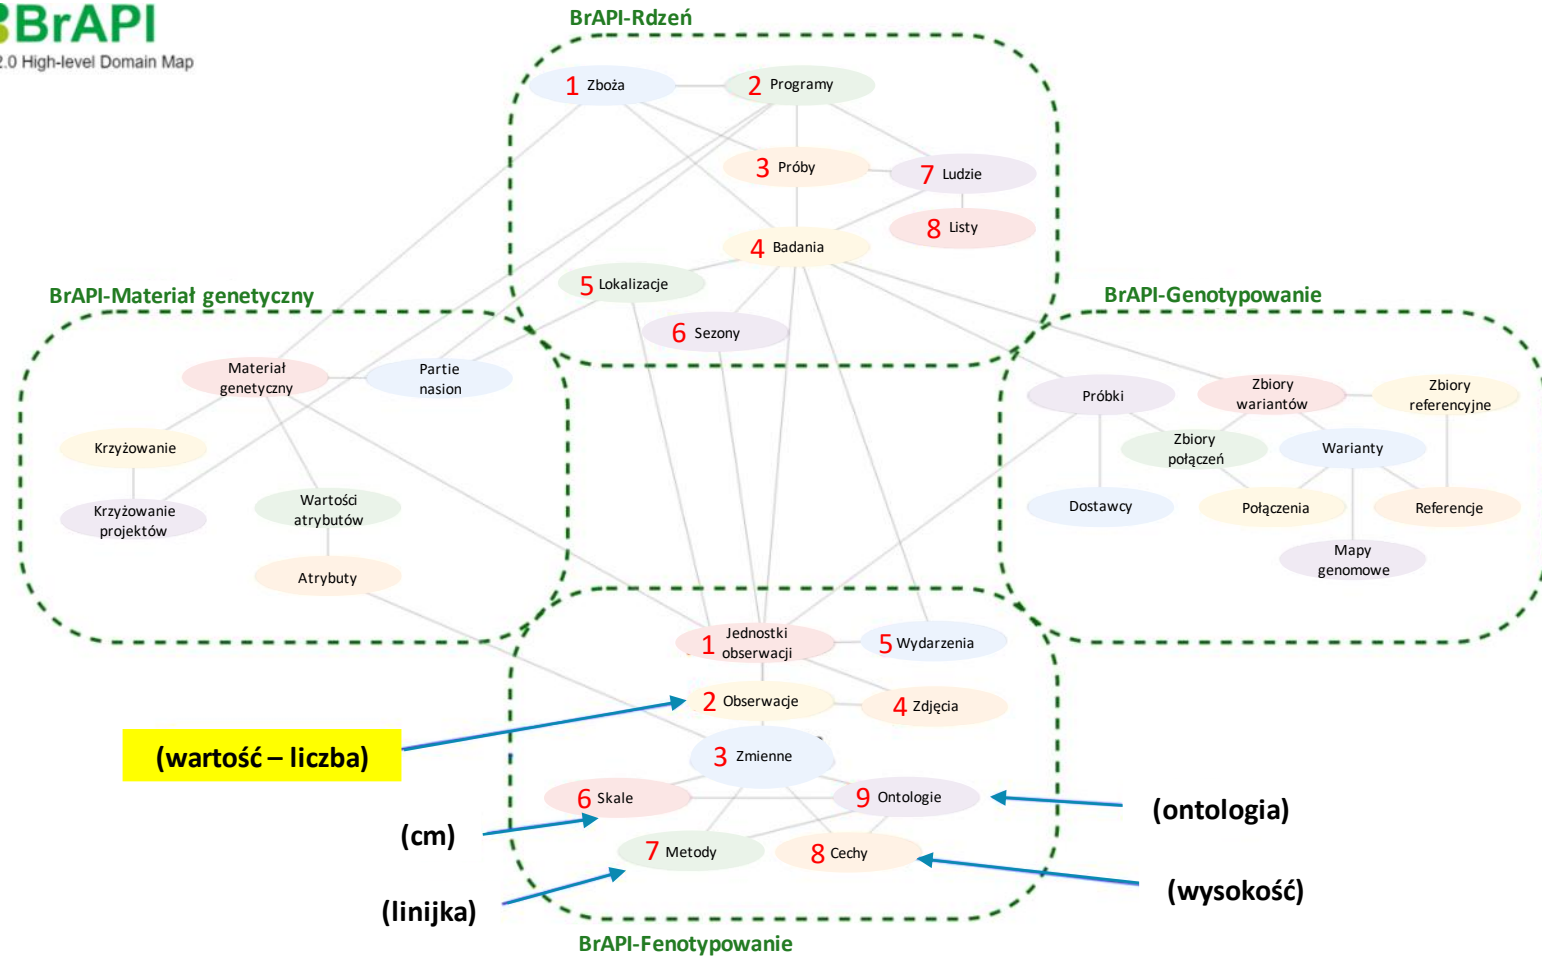 BrAPI
2.0 High-level Domain Map
BrAPI-Rdzeń
1 Zboża
2 Programy
3 Próby
7 Ludzie
8 Listy
4 Badania
5 Lokalizacje
6 Sezony
BrAPI-Materiał genetyczny
Materiał
genetyczny
Partie
nasion
Krzyżowanie
Krzyżowanie
projektów
Wartości
atrybutów
Atrybuty
BrAPI-Genotypowanie
Próbki
Zbiory
wariantów
Zbiory
referencyjne
Zbiory
połączeń
Warianty
Dostawcy
Połączenia
Referencje
Mapy
genomowe
1 Jednostki
obserwacji
5 Wydarzenia
2 Obserwacje
4 Zdjęcia
(wartość – liczba)
3 Zmienne
6 Skale
9 Ontologie
(ontologia)
(cm)
7 Metody
8 Cechy
(wysokość)
(linijka)
BrAPI-Fenotypowanie